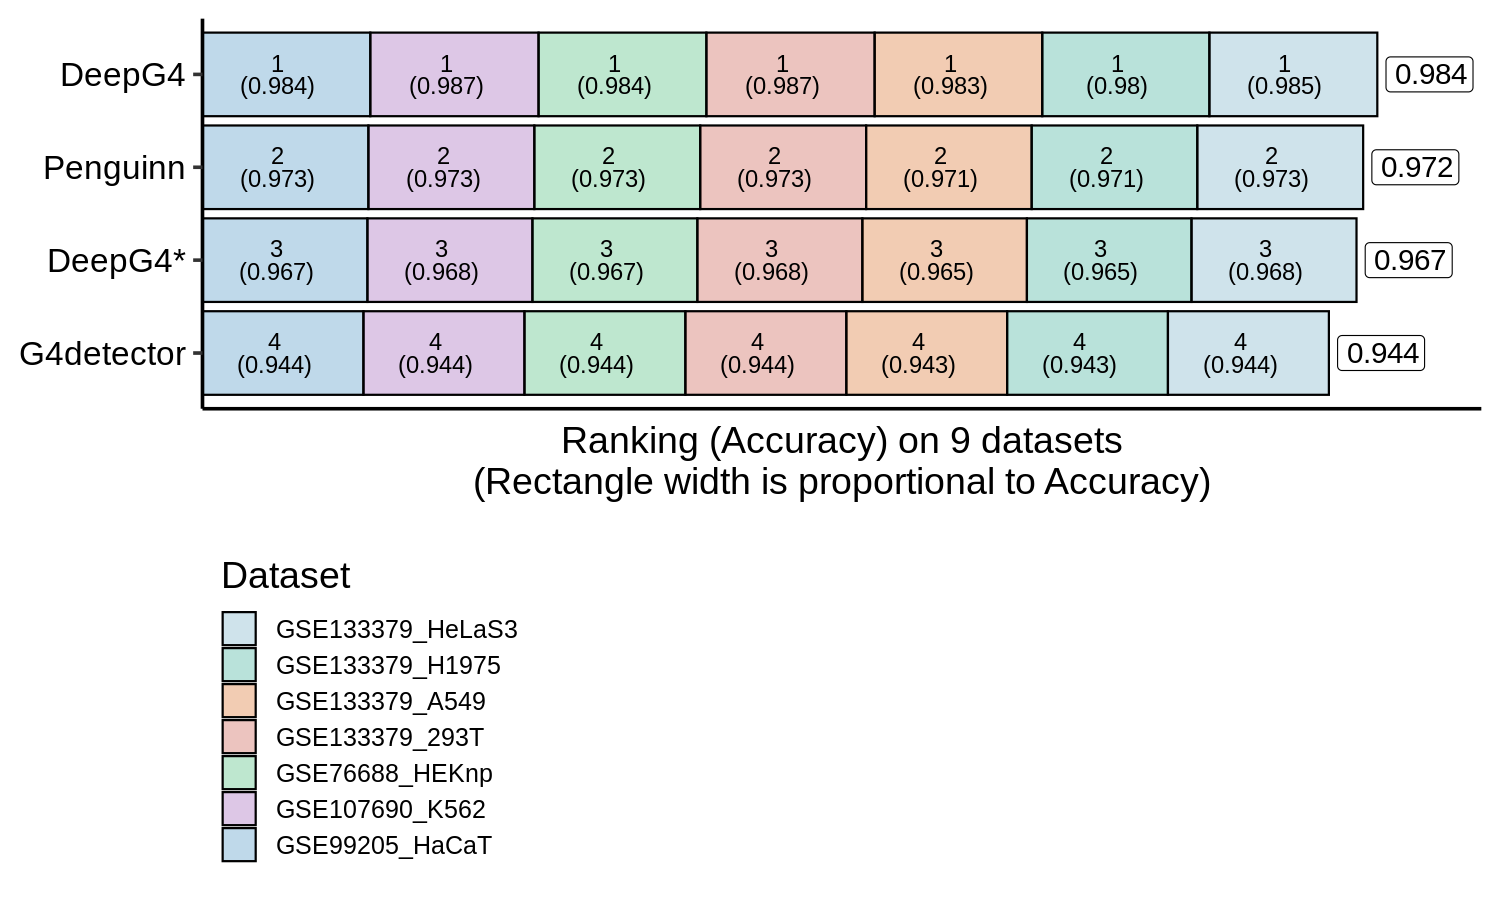 DeepG4
1 1 1 1 1 1 1
(0.984) (0.987) (0.984) (0.987) (0.983) (0.98) (0.985)
0.984
Penguinn
2 2 2 2 2 2 2
(0.973) (0.973) (0.973) (0.973) (0.971) (0.971) (0.973)
0.972
DeepG4*
3 3 3 3 3 3 3
(0.967) (0.968) (0.967) (0.968) (0.965) (0.965) (0.968)
0.967
G4detector
4 4 4 4 4 4 4
(0.944) (0.944) (0.944) (0.944) (0.943) (0.943) (0.944)
0.944
Ranking (Accuracy) on 9 datasets
(Rectangle width is proportional to Accuracy)
Dataset
GSE133379_HeLaS3
GSE133379_H1975
GSE133379_A549
GSE133379_293T
GSE76688_HEKnp
GSE107690_K562
GSE99205_HaCaT